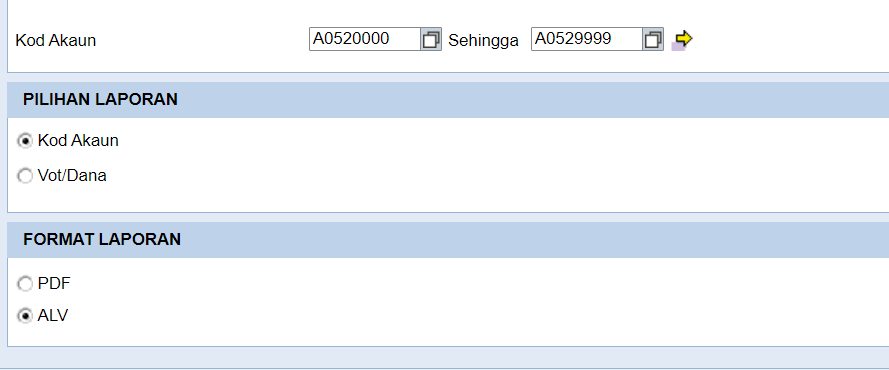 Kod Akaun A0520000 Sehingga A0529999
PILIHAN LAPORAN
Kod Akaun
Vot/Dana
FORMAT LAPORAN
PDF
ALV